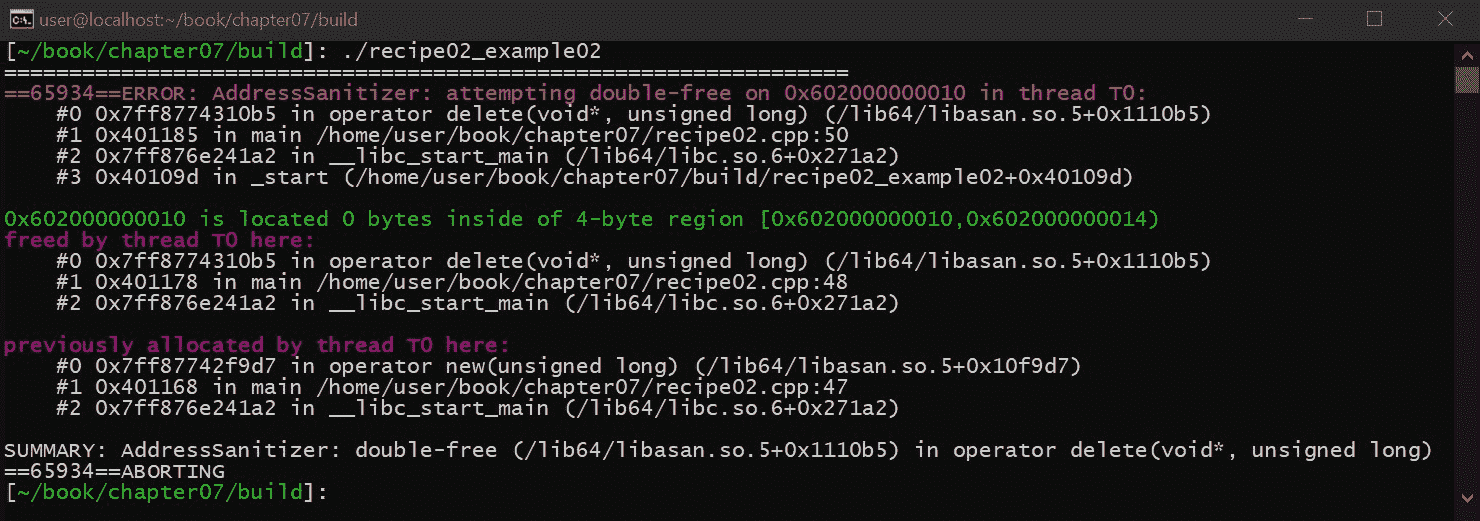 user@localhost:~/book/chapter07/build
[~/book/chapter07/build]: ./recipe02_example02
=================================================================
==65934==ERROR: AddressSanitizer: attempting double-free on 0x602000000010 in thread T0:
    #0 0x7ff8774310b5 in operator delete(void*, unsigned long) (/lib64/libasan.so.5+0x1110b5)
    #1 0x401185 in main /home/user/book/chapter07/recipe02.cpp:50
    #2 0x7ff876e241a2 in __libc_start_main (/lib64/libc.so.6+0x271a2)
    #3 0x40109d in _start (/home/user/book/chapter07/build/recipe02_example02+0x40109d)
0x602000000010 is located 0 bytes inside of 4-byte region [0x602000000010,0x602000000014)
freed by thread T0 here:
    #0 0x7ff8774310b5 in operator delete(void*, unsigned long) (/lib64/libasan.so.5+0x1110b5)
    #1 0x401178 in main /home/user/book/chapter07/recipe02.cpp:48
    #2 0x7ff876e241a2 in __libc_start_main (/lib64/libc.so.6+0x271a2)
previously allocated by thread T0 here:
    #0 0x7ff87742f9d7 in operator new(unsigned long) (/lib64/libasan.so.5+0x10f9d7)
    #1 0x401168 in main /home/user/book/chapter07/recipe02.cpp:47
    #2 0x7ff876e241a2 in __libc_start_main (/lib64/libc.so.6+0x271a2)
SUMMARY: AddressSanitizer: double-free (/lib64/libasan.so.5+0x1110b5) in operator delete(void*, unsigned long)
==65934==ABORTING
[~/book/chapter07/build]: